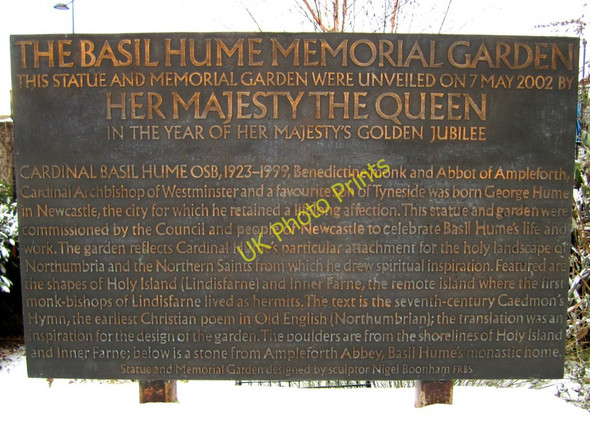 THE BASIL HUME MEMORIAL GARDEN
THIS STATUE AND MEMORIAL GARDEN WERE UNVEILED ON 7 MAY 2002 BY
HER MAJESTY THE QUEEN
IN THE YEAR OF HER MAJESTY'S GOLDEN JUBILEE
CARDINAL BASIL HUME OSB, 1923–1999, Benedictine monk and Abbot of Ampleforth,
Cardinal Archbishop of Westminster and a favourite son of Tyneside was born George Hume
in Newcastle, the city for which he retained a lifelong affection. This statue and garden were
commissioned by the Council and people of Newcastle to celebrate Basil Hume's life and
work. The garden reflects Cardinal Hume's particular attachment for the holy landscape of
Northumbria and the Northern Saints from which he drew spiritual inspiration. Featured are
the shapes of Holy Island (Lindisfarne) and Inner Farne, the remote island where the first
monk-bishops of Lindisfarne lived as hermits. The text is the seventh-century Caedmon's
Hymn, the earliest Christian poem in Old English (Northumbrian); the translation was an
inspiration for the design of the garden. The boulders are from the shorelines of Holy Island
and Inner Farne; below is a stone from Ampleforth Abbey, Basil Hume's monastic home.
Statue and Memorial Garden designed by sculptor Nigel Boonham FRBS
UK Photo Prints